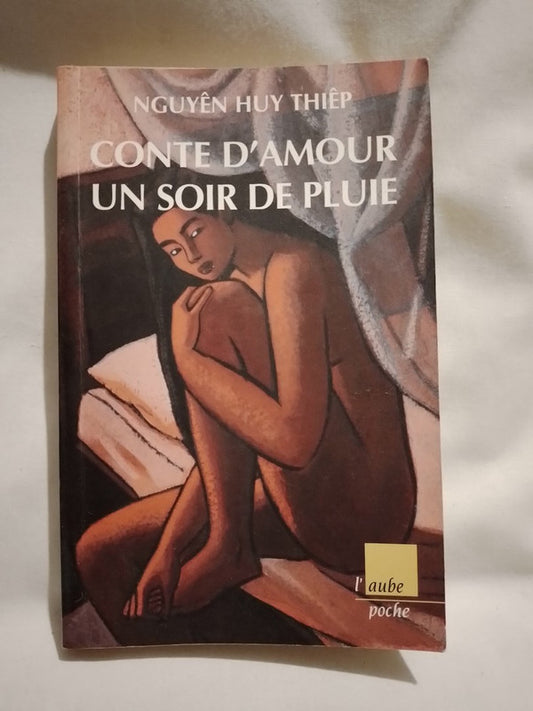 NGUYÊN HUY THIÊP
CONTE D'AMOUR
UN SOIR DE PLUIE
l'aube
poche